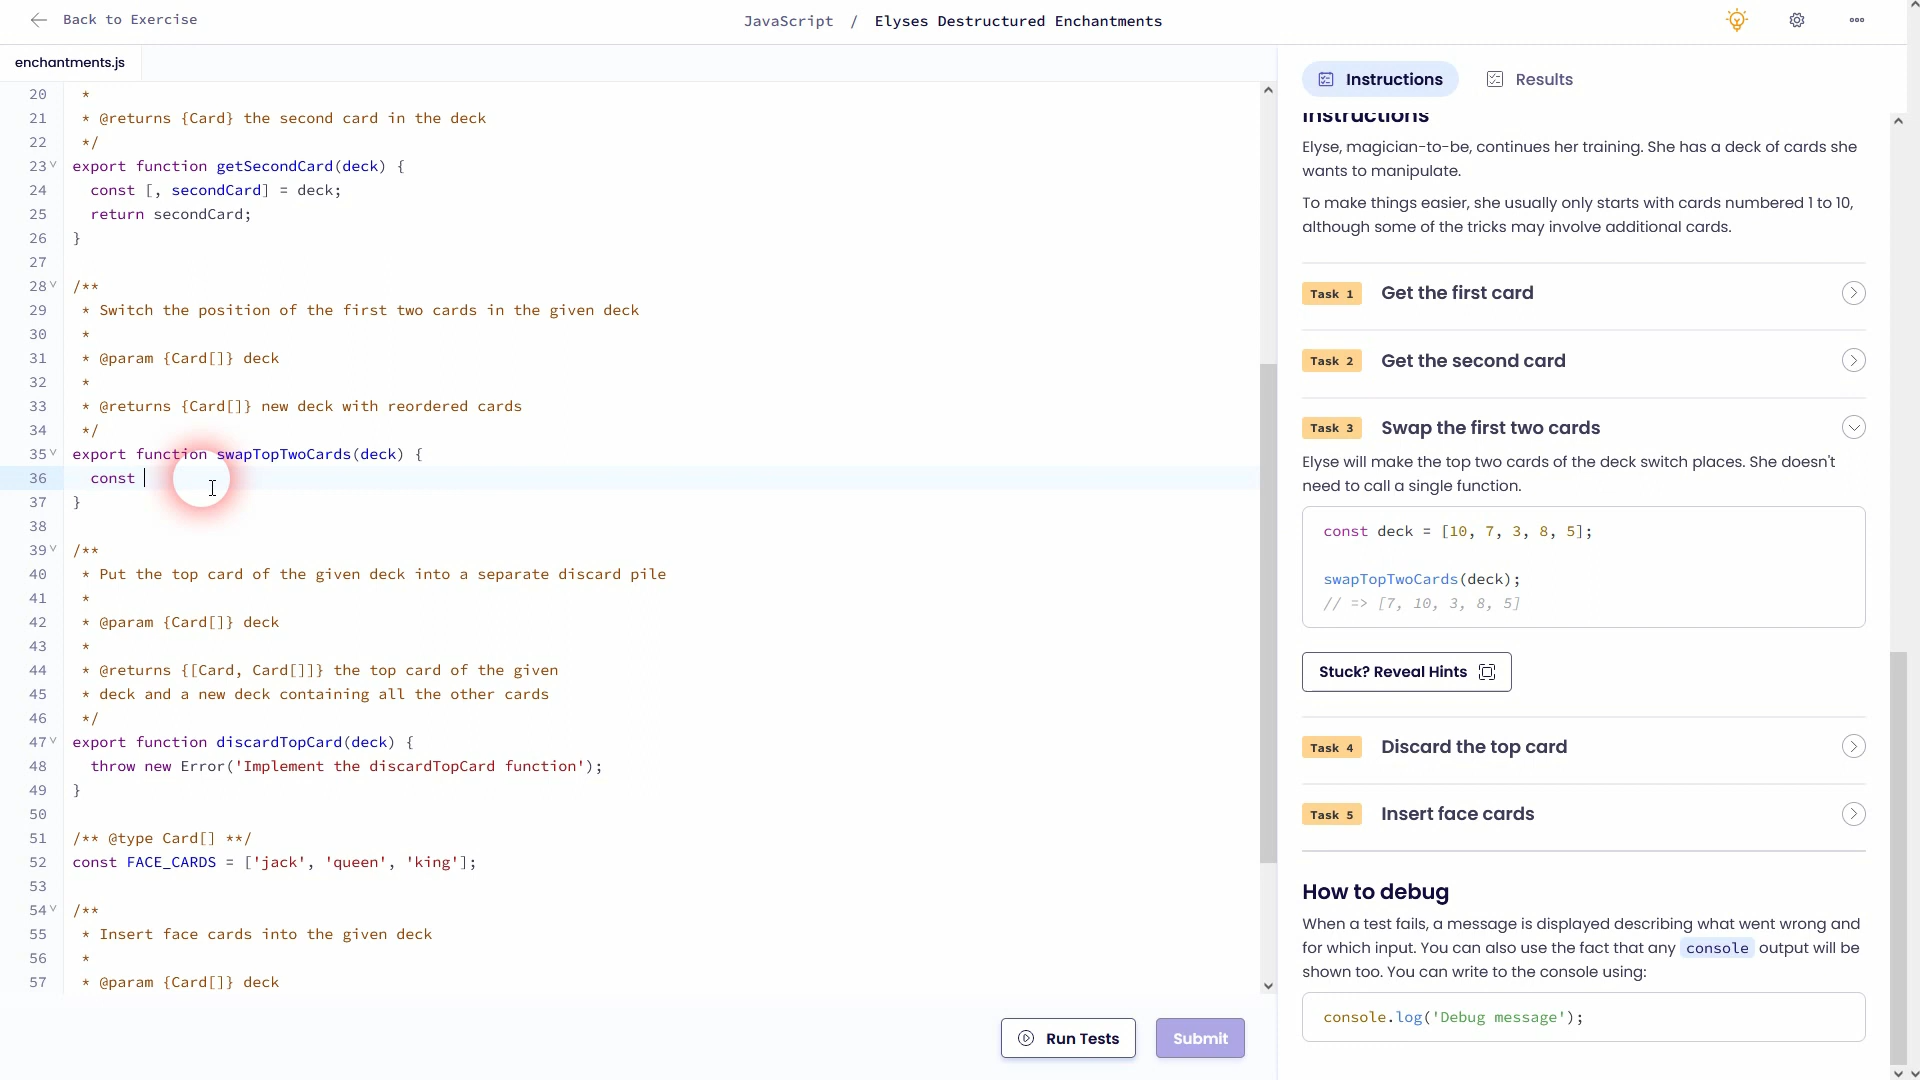 Back to Exercise
JavaScript / Elyses Destructured Enchantments
enchantments.js
20 *
21 * @returns {Card} the second card in the deck
22 */
23 export function getSecondCard(deck) {
24 const [, secondCard] = deck;
25 return secondCard;
26 }
27
28 /**
29 * Switch the position of the first two cards in the given deck
30 *
31 * @param {Card[]} deck
32 *
33 * @returns {Card[]} new deck with reordered cards
34 */
35 export function swapTopTwoCards(deck) {
36 const
37 }
38
39 /**
40 * Put the top card of the given deck into a separate discard pile
41 *
42 * @param {Card[]} deck
43 *
44 * @returns {[Card, Card[]]} the top card of the given
45 * deck and a new deck containing all the other cards
46 */
47 export function discardTopCard(deck) {
48 throw new Error('Implement the discardTopCard function');
49 }
50
51 /** @type Card[] **/
52 const FACE_CARDS = ['jack', 'queen', 'king'];
53
54 /**
55 * Insert face cards into the given deck
56 *
57 * @param {Card[]} deck
Run Tests
Submit
Instructions
Results
Instructions
Elyse, magician-to-be, continues her training. She has a deck of cards she
wants to manipulate.
To make things easier, she usually only starts with cards numbered 1 to 10,
although some of the tricks may involve additional cards.
Task 1 Get the first card
Task 2 Get the second card
Task 3 Swap the first two cards
Elyse will make the top two cards of the deck switch places. She doesn't
need to call a single function.
const deck = [10, 7, 3, 8, 5];
swapTopTwoCards(deck);
// => [7, 10, 3, 8, 5]
Stuck? Reveal Hints
Task 4 Discard the top card
Task 5 Insert face cards
How to debug
When a test fails, a message is displayed describing what went wrong and
for which input. You can also use the fact that any console output will be
shown too. You can write to the console using:
console.log('Debug message');